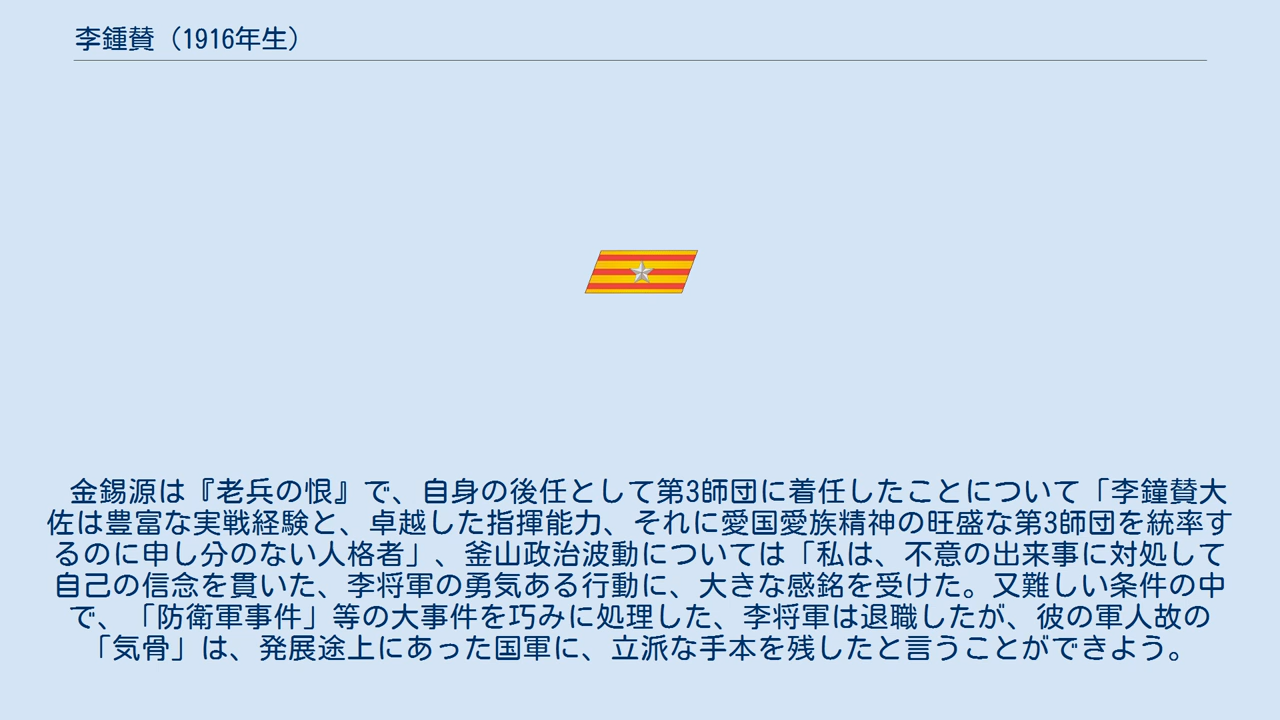 李鍾賛（1916年生）
金錫源は『老兵の恨』で、自身の後任として第3師団に着任したことについて「李鐘賛大
佐は豊富な実戦経験と、卓越した指揮能力、それに愛国愛族精神の旺盛な第3師団を統率す
るのに申し分のない人格者」、釜山政治波動については「私は、不意の出来事に対処して
自己の信念を貫いた、李将軍の勇気ある行動に、大きな感銘を受けた。又難しい条件の中
で、「防衛軍事件」等の大事件を巧みに処理した、李将軍は退職したが、彼の軍人故の
「気骨」は、発展途上にあった国軍に、立派な手本を残したと言うことができよう。